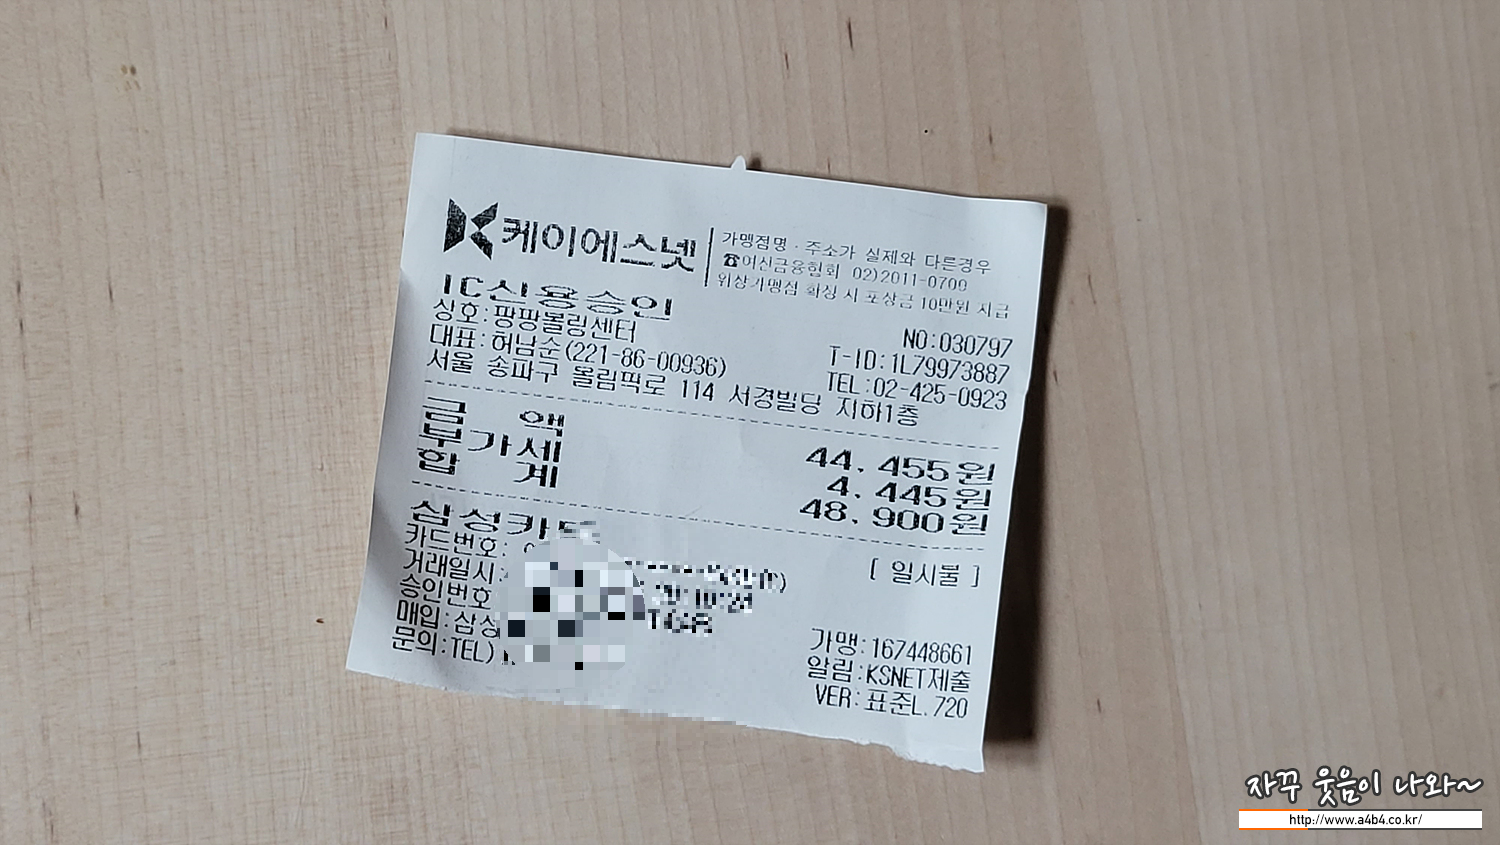 케이에스넷
가맹점명·주소가 실제와 다른경우
☎여신금융협회 02)2011-0700
위장가맹점 확정 시 포상금 10만원 지급
IC신용승인
NO:030797
상호:팡팡볼링센터
T-ID:1L79973887
대표:허남순(221-86-00936)
TEL:02-425-0923
서울 송파구 올림픽로 114 서경빌딩 지하1층
금 액 44.455원
부가세 4.445원
합 계 48.900원
삼성카드
[ 일시불 ]
카드번호:
거래일시:
승인번호
가맹:167448661
매입:삼성
알림:KSNET제출
문의:TEL)
VER:표준L.720
자꾸 웃음이 나와~
http://www.a4b4.co.kr/